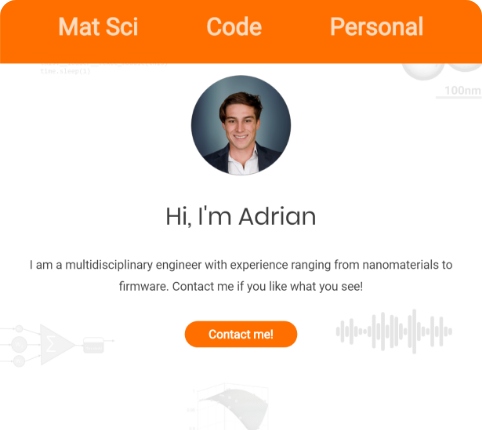 Mat Sci Code Personal
time.sleep(1)
100nm
Hi, I'm Adrian
I am a multidisciplinary engineer with experience ranging from nanomaterials to
firmware. Contact me if you like what you see!
Contact me!
Σ